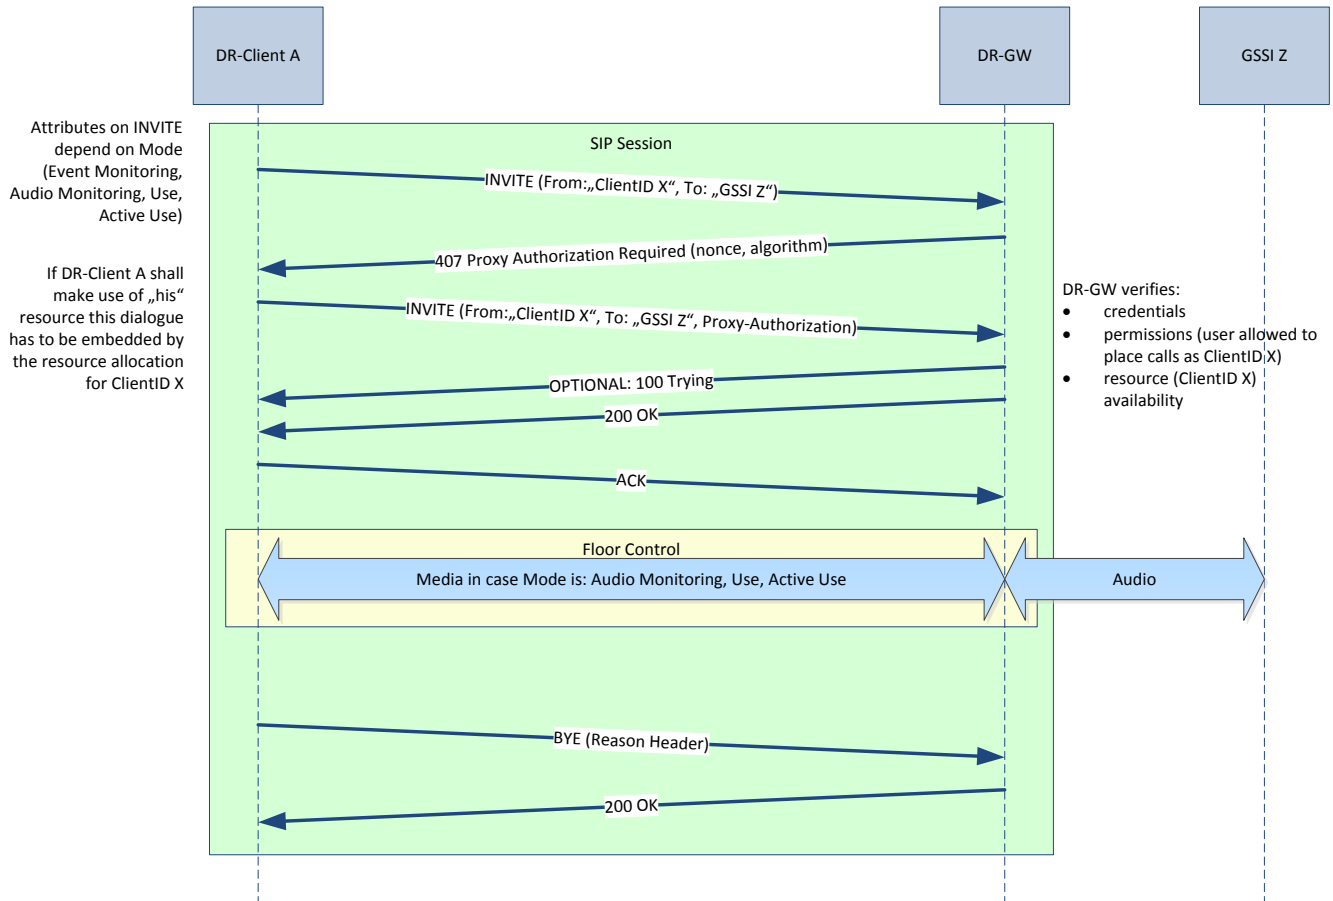 DR-Client A
DR-GW
GSSI Z
Attributes on INVITE
depend on Mode
(Event Monitoring,
Audio Monitoring, Use,
Active Use)
SIP Session
INVITE (From:„ClientID X“, To: „GSSI Z“)
407 Proxy Authorization Required (nonce, algorithm)
If DR-Client A shall
make use of „his“
resource this dialogue
has to be embedded by
the resource allocation
for ClientID X
INVITE (From:„ClientID X“, To: „GSSI Z“, Proxy-Authorization)
DR-GW verifies:
• credentials
• permissions (user allowed to
place calls as ClientID X)
• resource (ClientID X)
availability
OPTIONAL: 100 Trying
200 OK
ACK
Floor Control
Media in case Mode is: Audio Monitoring, Use, Active Use
Audio
BYE (Reason Header)
200 OK